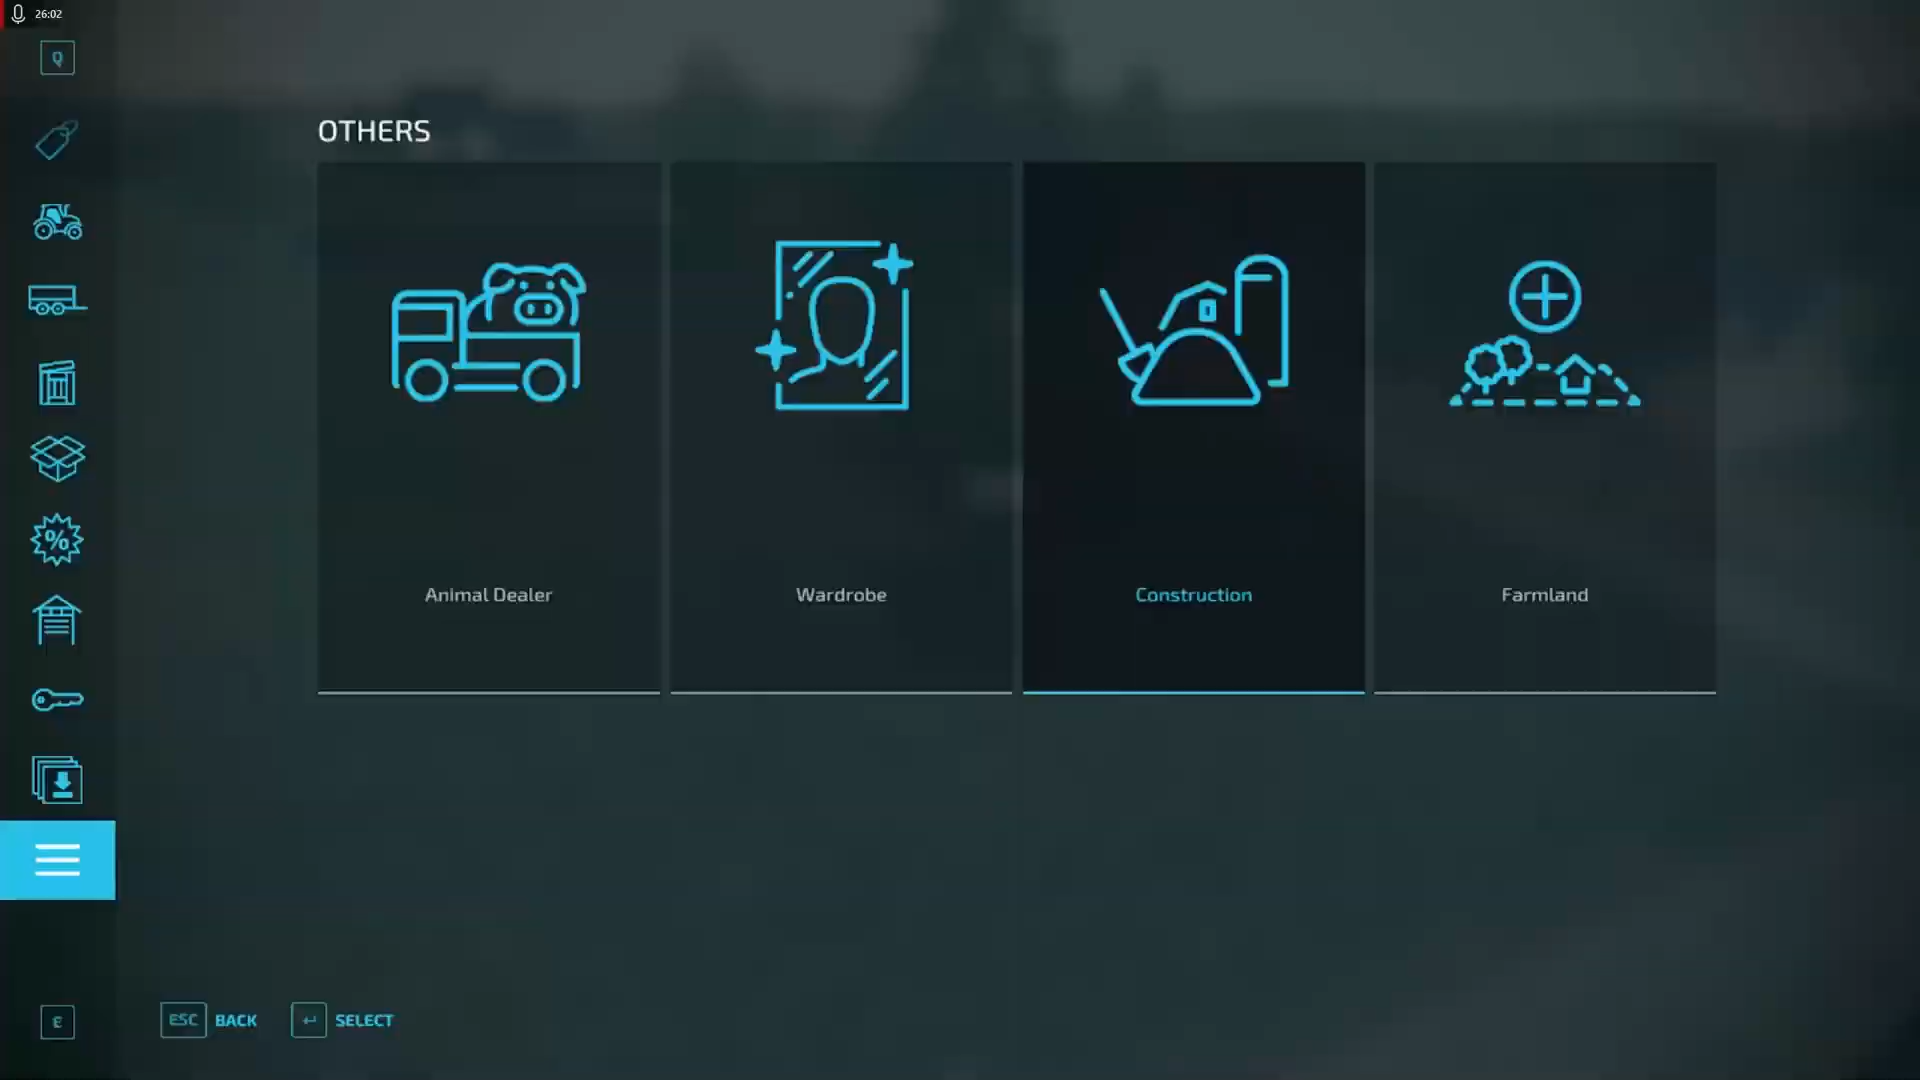 26:02
Q
OTHERS
%
Animal Dealer
Wardrobe
Construction
Farmland
E
ESC BACK
SELECT